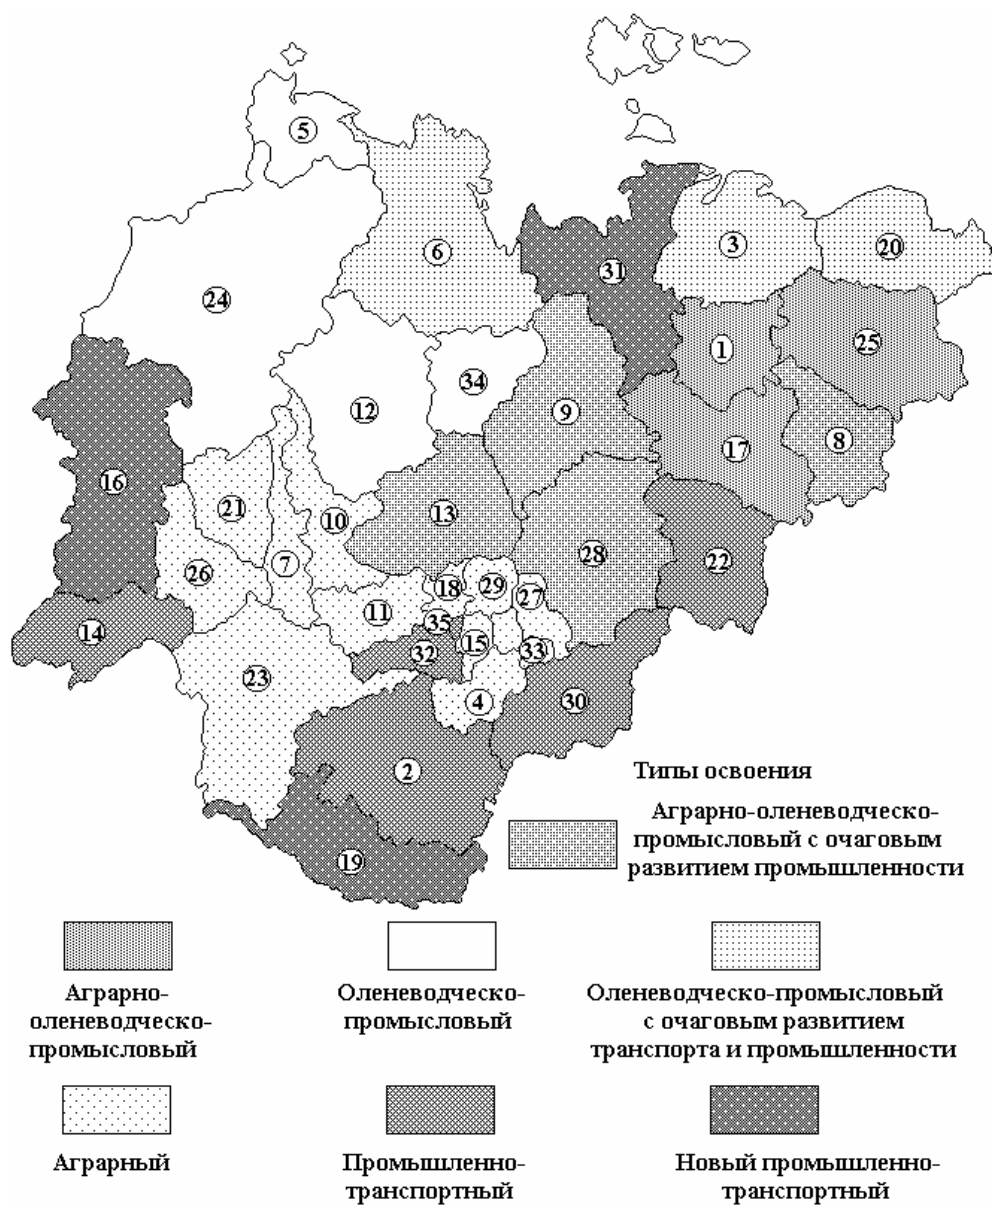 5
6
3
20
31
24
1
25
34
12
9
8
17
16
21
10
13
28
22
26
7
18
29
27
11
35
14
32
15
33
23
4
30
2
19
Типы освоения
Аграрно-оленеводческо-
промысловый с очаговым
развитием промышленности
Аграрно-
оленеводческо-
промысловый
Оленеводческо-
промысловый
Оленеводческо-промысловый
с очаговым развитием
транспорта и промышленности
Аграрный
Промышленно-
транспортный
Новый промышленно-
транспортный